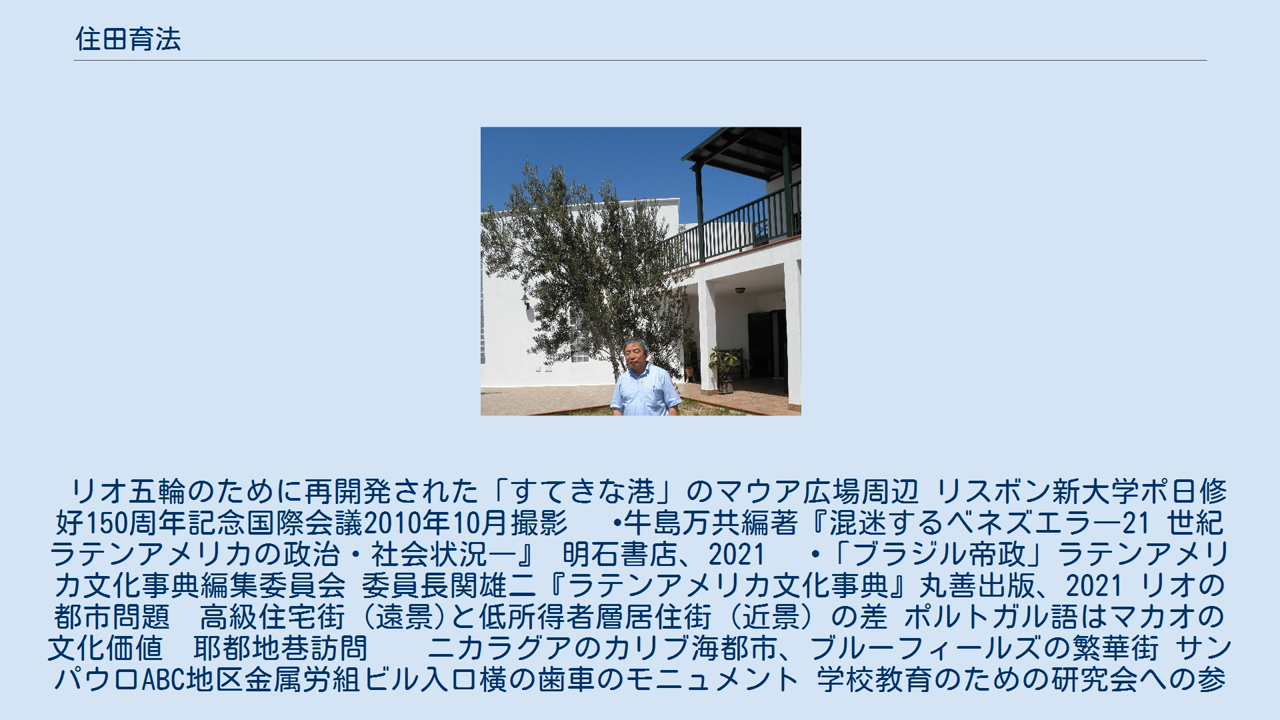 住田育法
リオ五輪のために再開発された「すてきな港」のマウア広場周辺 リスボン新大学ポ日修
好150周年記念国際会議2010年10月撮影 •牛島万共編著『混迷するベネズエラ―21 世紀
ラテンアメリカの政治・社会状況―』 明石書店、2021 •「ブラジル帝政」ラテンアメリ
カ文化事典編集委員会 委員長関雄二『ラテンアメリカ文化事典』丸善出版、2021 リオの
都市問題 高級住宅街（遠景)と低所得者層居住街（近景）の差 ポルトガル語はマカオの
文化価値 耶都地巷訪問 ニカラグアのカリブ海都市、ブルーフィールズの繁華街 サン
パウロABC地区金属労組ビル入口横の歯車のモニュメント 学校教育のための研究会への参